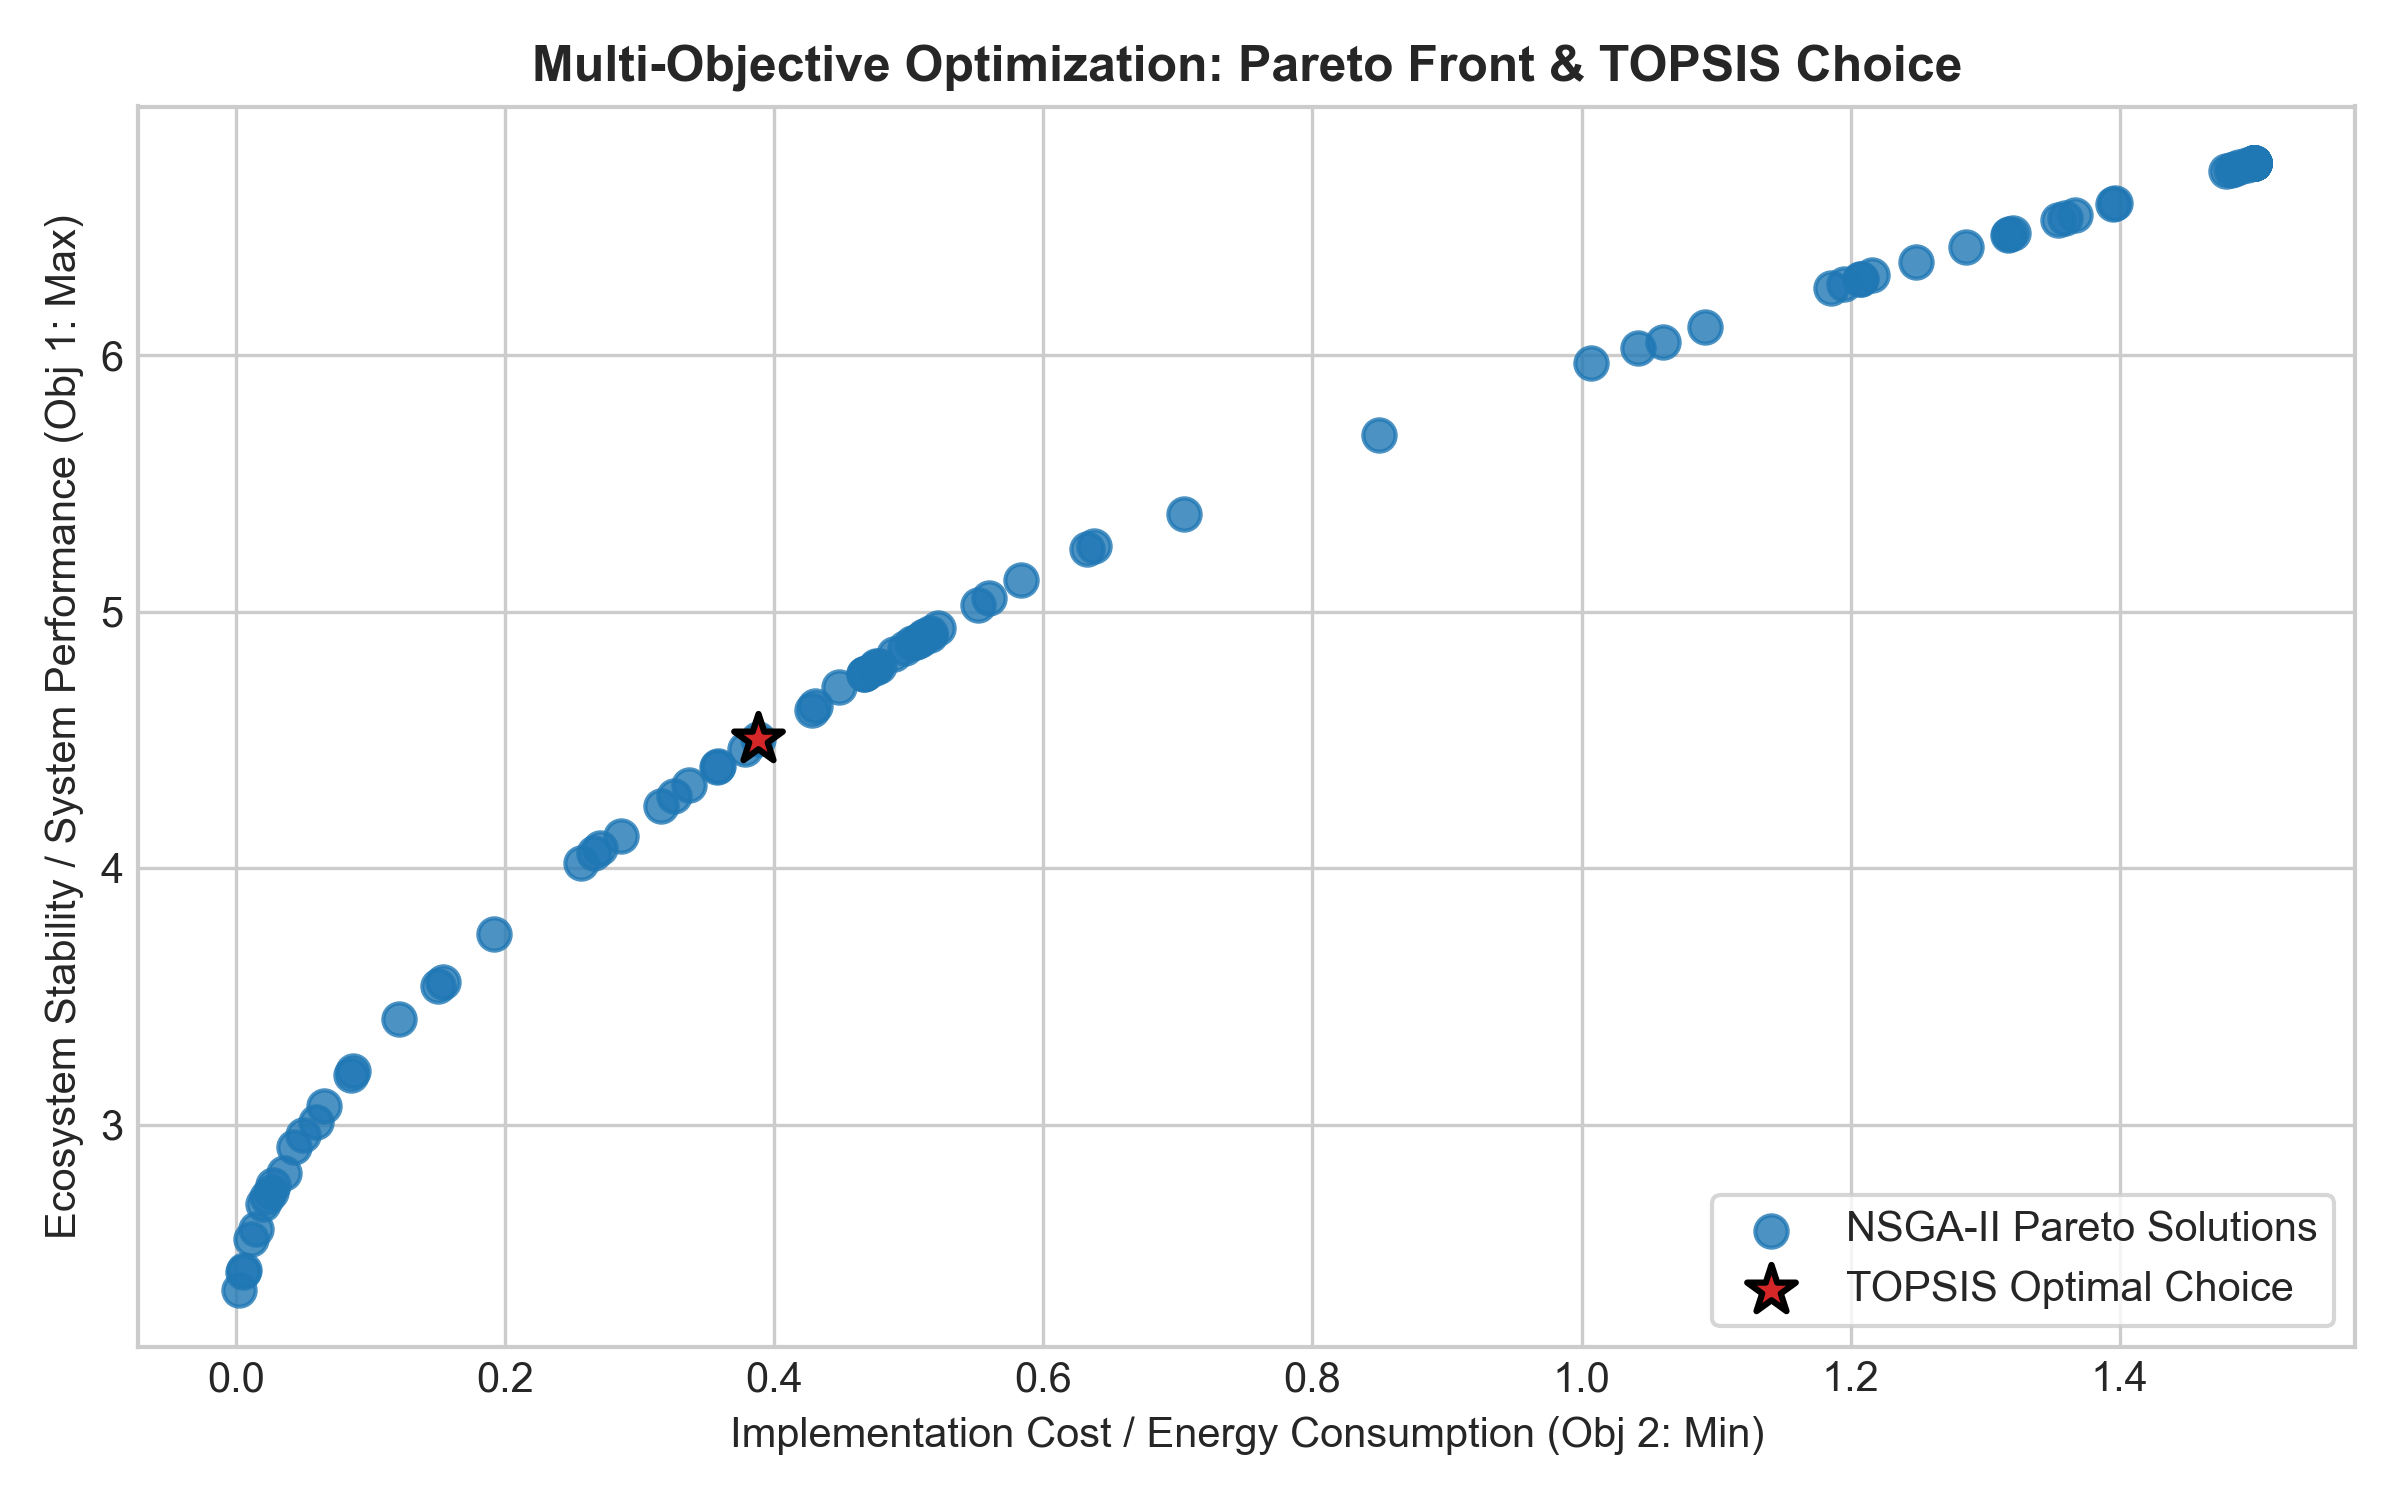 Multi-Objective Optimization: Pareto Front & TOPSIS Choice
Ecosystem Stability / System Performance (Obj 1: Max)
6
5
4
3
NSGA-II Pareto Solutions
TOPSIS Optimal Choice
0.0 0.2 0.4 0.6 0.8 1.0 1.2 1.4
Implementation Cost / Energy Consumption (Obj 2: Min)